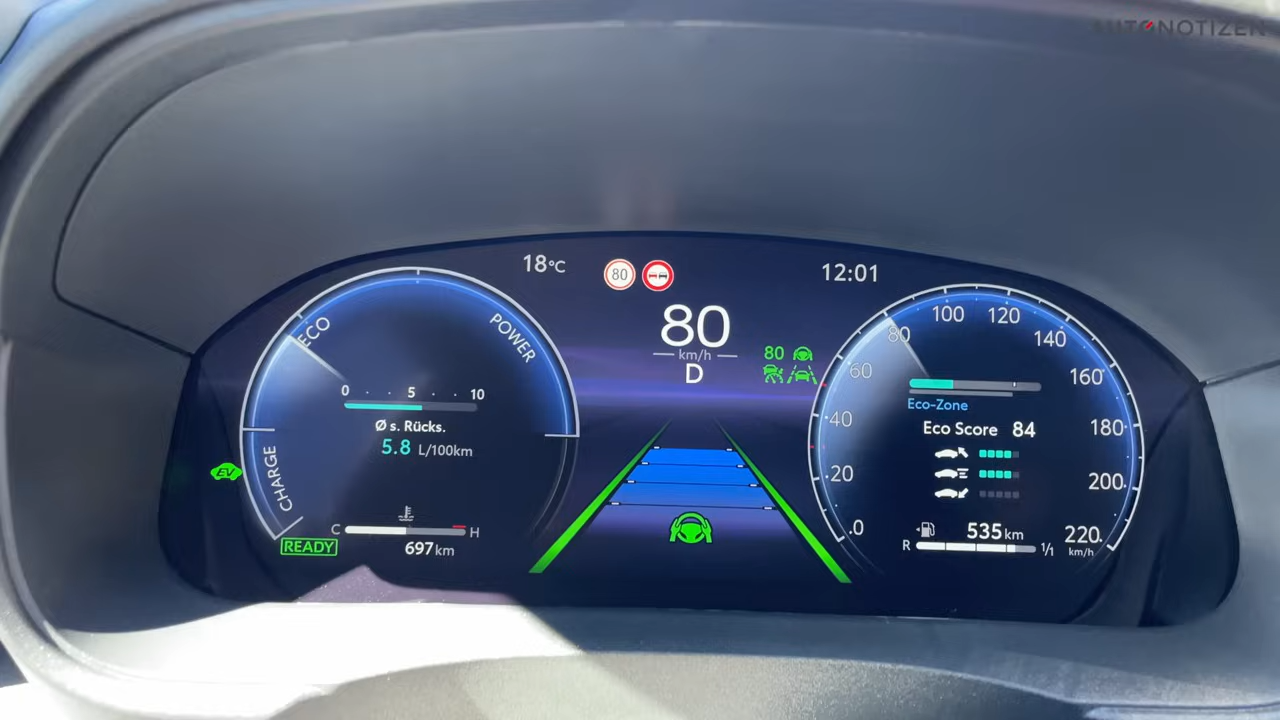 AUTONOTIZEN
18°C
80
12:01
80
km/h
D
80
ECO
POWER
CHARGE
0 5 10
Ø s. Rücks.
5.8 L/100km
EV
READY
C H
697 km
0
20
40
60
80
100
120
140
160
180
200
220
km/h
Eco-Zone
Eco Score 84
535 km
R 1/1